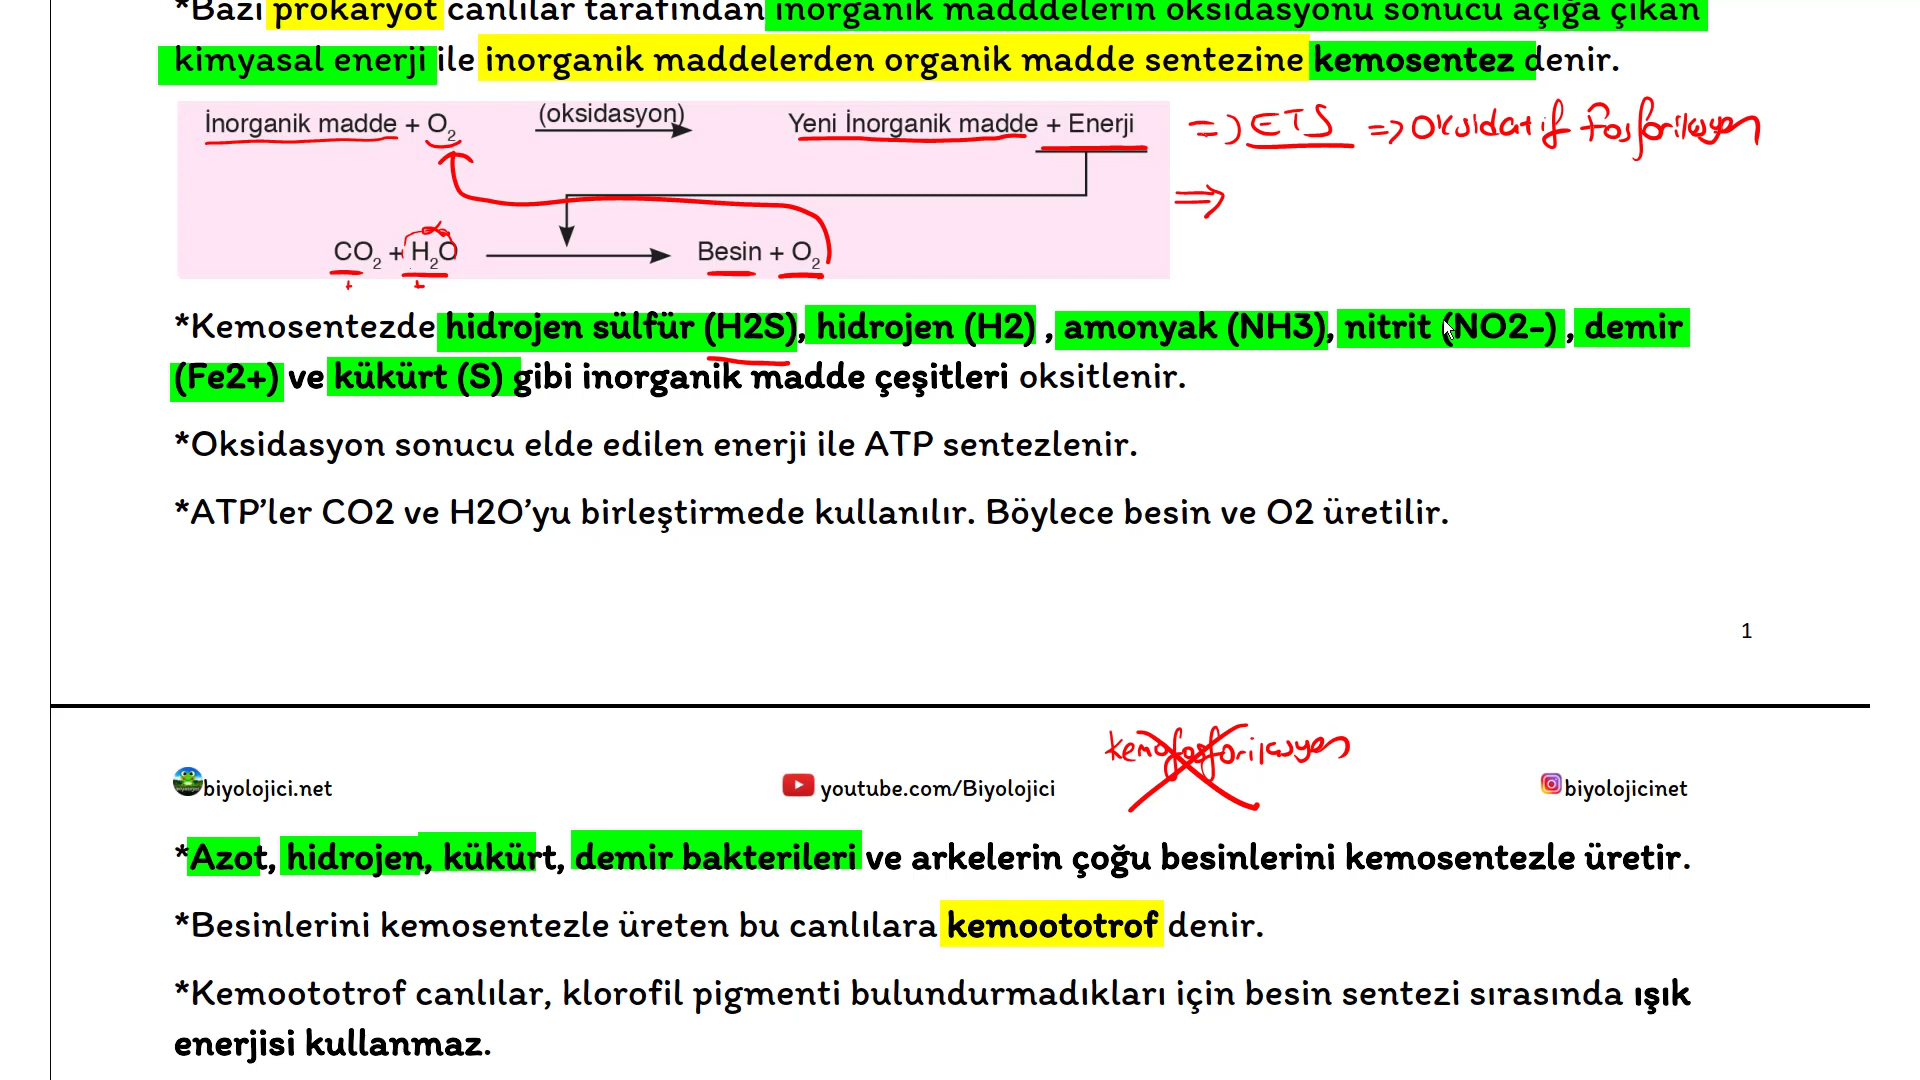 *Bazı prokaryot canlılar tarafından inorganik madddelerin oksidasyonu sonucu açığa çıkan
kimyasal enerji ile inorganik maddelerden organik madde sentezine kemosentez denir.
İnorganik madde + O2 (oksidasyon) Yeni İnorganik madde + Enerji => ETS => Oksidatif Fosforilasyon
=>
CO2 + H2O Besin + O2
*Kemosentezde hidrojen sülfür (H2S), hidrojen (H2) , amonyak (NH3), nitrit (NO2-) , demir
(Fe2+) ve kükürt (S) gibi inorganik madde çeşitleri oksitlenir.
*Oksidasyon sonucu elde edilen enerji ile ATP sentezlenir.
*ATP’ler CO2 ve H2O’yu birleştirmede kullanılır. Böylece besin ve O2 üretilir.
1
kemofosforilasyon
biyolojici.net youtube.com/Biyolojici biyolojicinet
*Azot, hidrojen, kükürt, demir bakterileri ve arkelerin çoğu besinlerini kemosentezle üretir.
*Besinlerini kemosentezle üreten bu canlılara kemoototrof denir.
*Kemoototrof canlılar, klorofil pigmenti bulundurmadıkları için besin sentezi sırasında ışık
enerjisi kullanmaz.